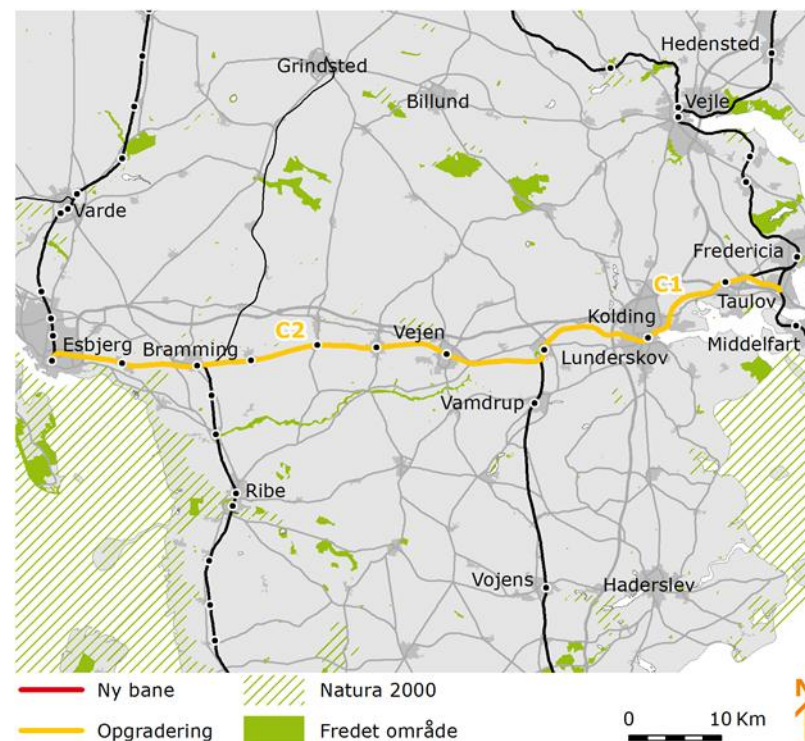 Hedensted
Grindsted
Billund
Vejle
Varde
Fredericia
C1
Kolding
Taulov
C2
Vejen
Esbjerg
Bramming
Middelfart
Lunderskov
Vamdrup
Ribe
Vojens
Haderslev
Ny bane
Natura 2000
N
Opgradering
Fredet område
0 10 Km